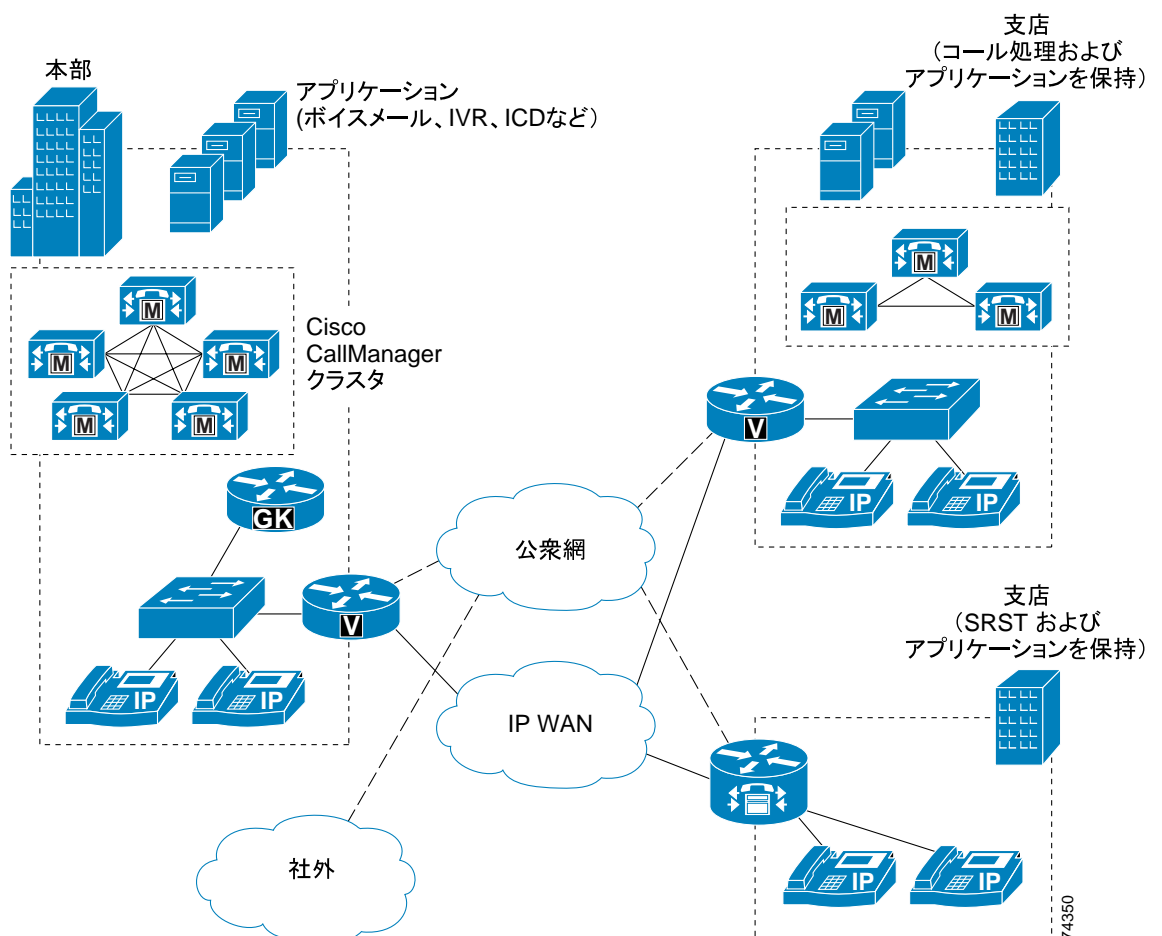 本部
アプリケーション
(ボイスメール、IVR、ICDなど）
Cisco
CallManager
クラスタ
M
M
M
M
M
GK
V
IP
IP
公衆網
IP WAN
社外
支店
（コール処理および
アプリケーションを保持）
M
M
M
V
IP
IP
支店
（SRST および
アプリケーションを保持）
IP
IP
74350